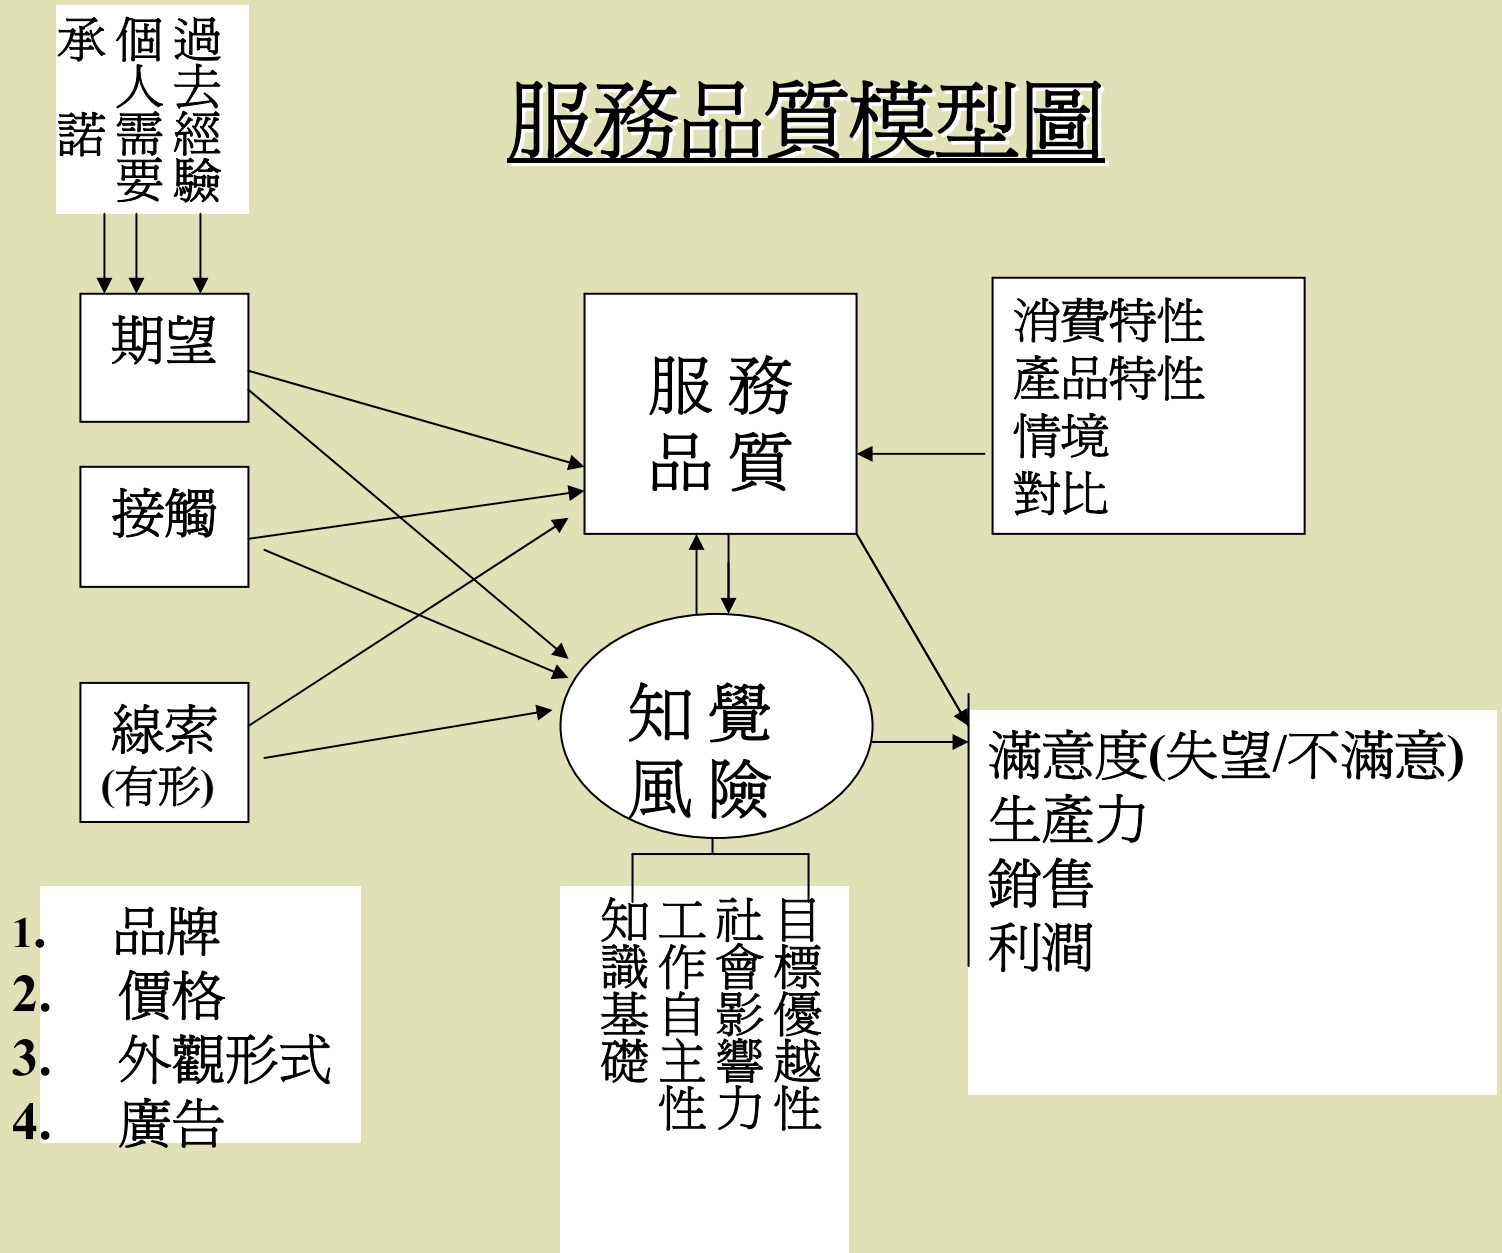 服務品質模型圖
過去經驗
個人需要
承諾
期望
接觸
線索
(有形)
服務
品質
知覺
風險
消費特性
產品特性
情境
對比
滿意度(失望/不滿意)
生產力
銷售
利潤
1. 品牌
2. 價格
3. 外觀形式
4. 廣告
目標優越性
社會影響力
工作自主性
知識基礎